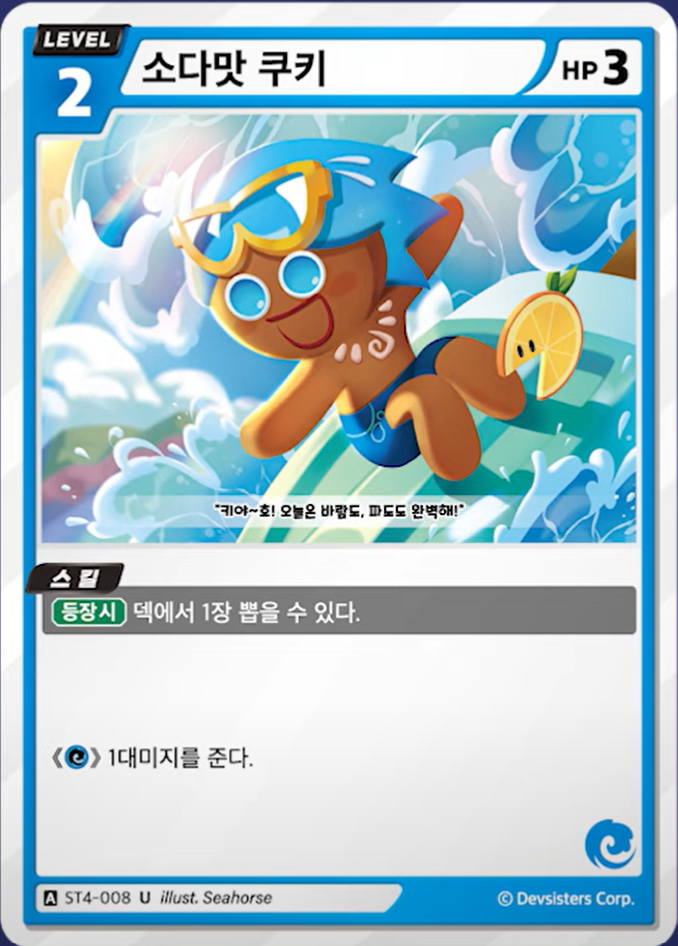 LEVEL
2
소다맛 쿠키
HP 3
"키야~호! 오늘은 바람도, 파도도 완벽해!"
스킬
등장시 덱에서 1장 뽑을 수 있다.
《 》 1대미지를 준다.
A ST4-008 U illust. Seahorse
© Devsisters Corp.